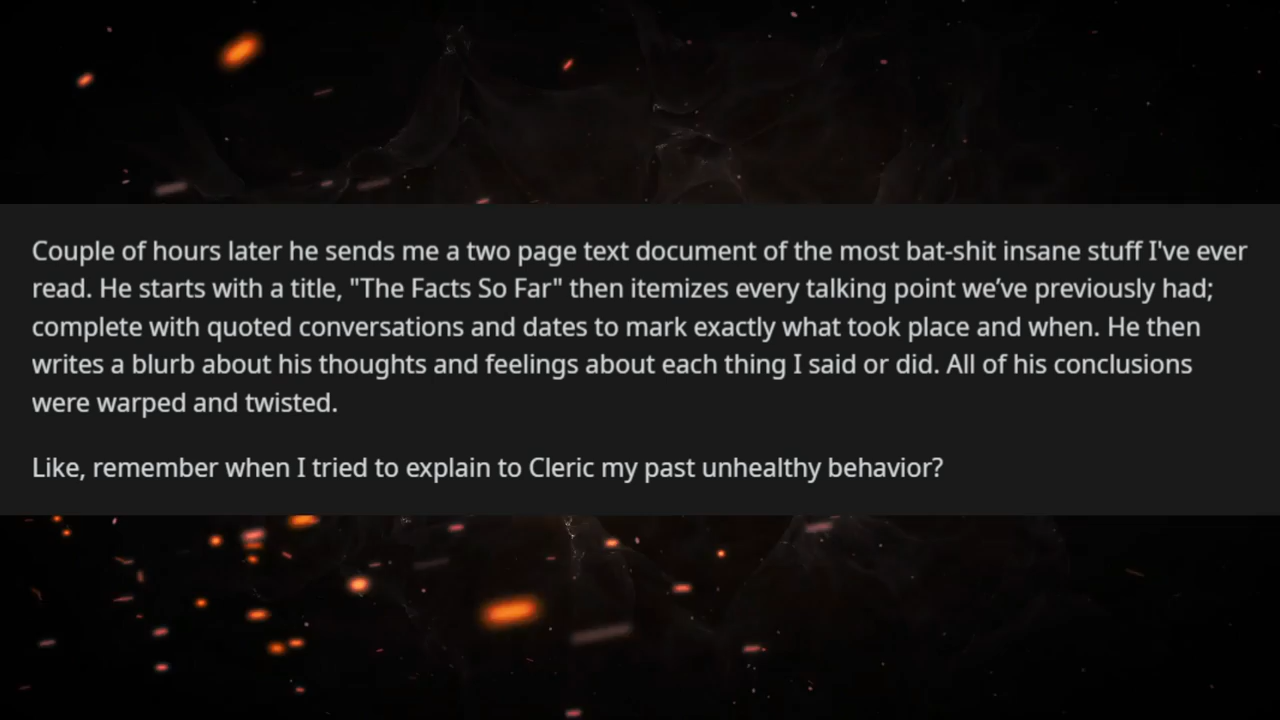 Couple of hours later he sends me a two page text document of the most bat-shit insane stuff I've ever
read. He starts with a title, "The Facts So Far" then itemizes every talking point we’ve previously had;
complete with quoted conversations and dates to mark exactly what took place and when. He then
writes a blurb about his thoughts and feelings about each thing I said or did. All of his conclusions
were warped and twisted.
Like, remember when I tried to explain to Cleric my past unhealthy behavior?